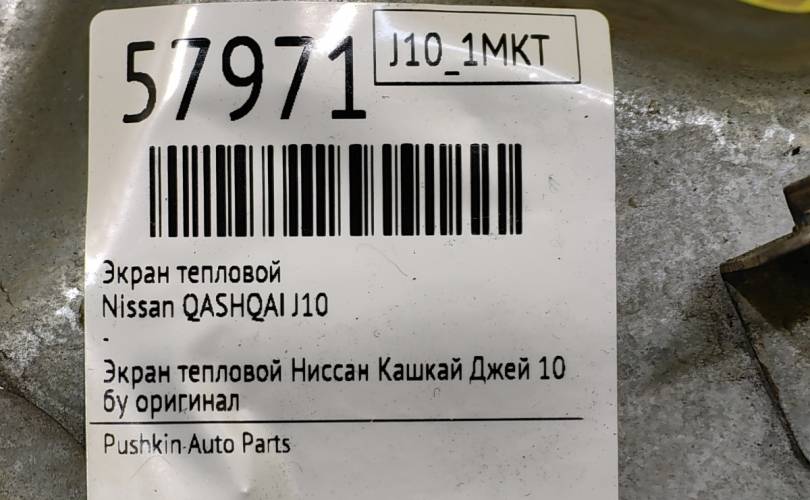 57971
J10_1MKT
Экран тепловой
Nissan QASHQAI J10
-
Экран тепловой Ниссан Кашкай Джей 10
бу оригинал
Pushkin Auto Parts